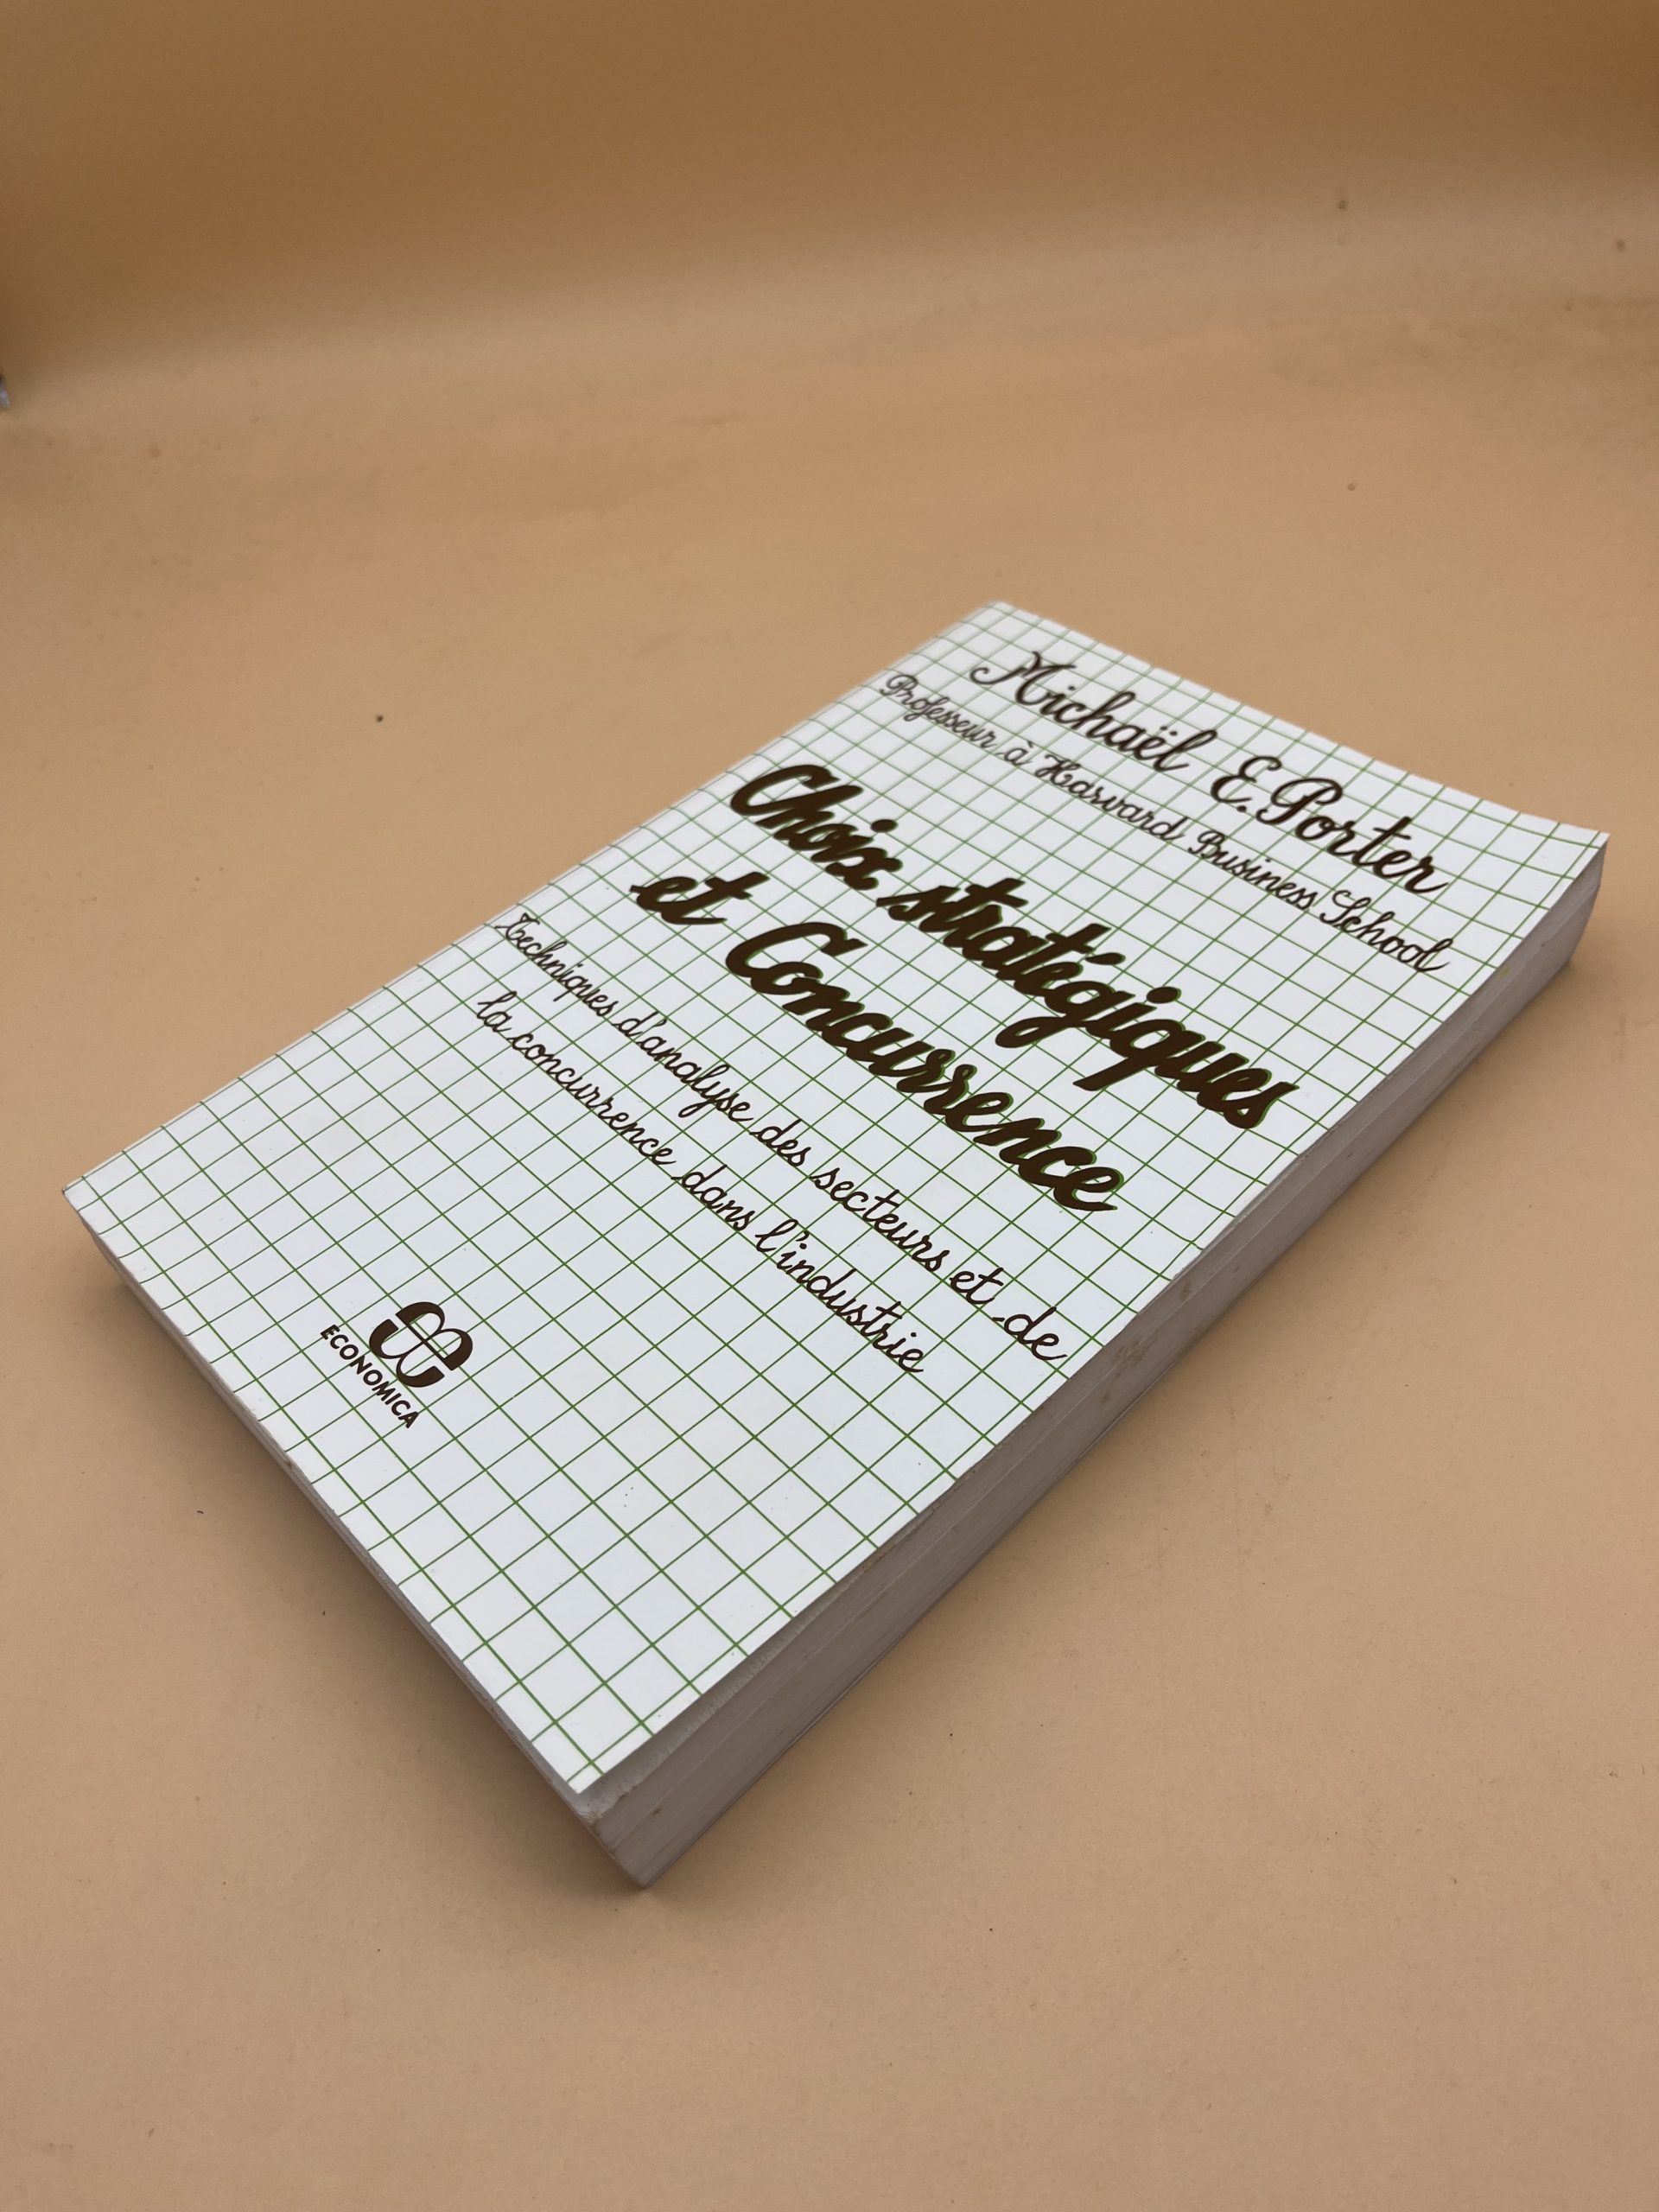 Michaël E. Porter
Professeur à Harvard Business School
Choix stratégiques
et Concurrence
Techniques d'analyse des secteurs et de
la concurrence dans l'industrie
ECONOMICA